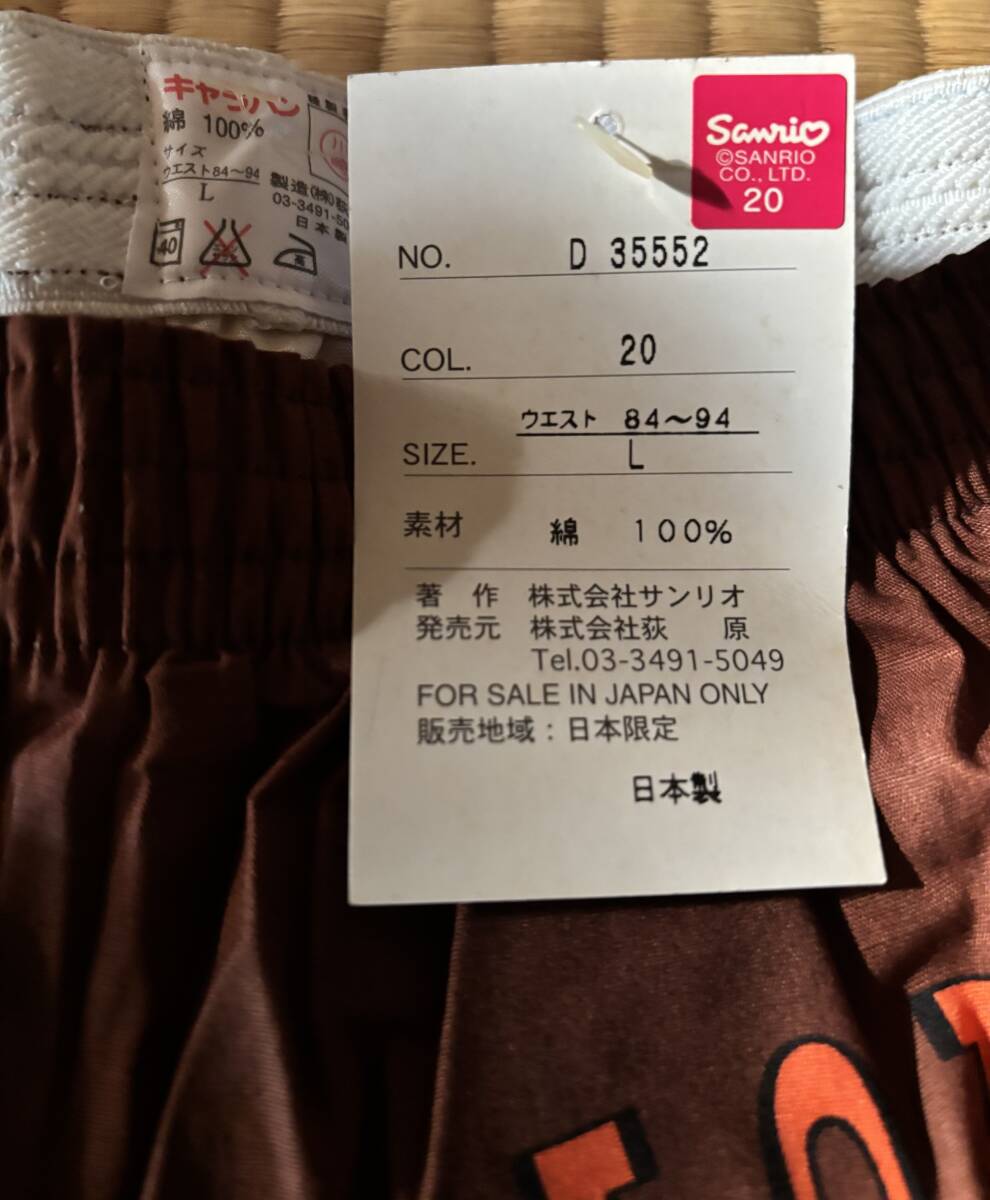 キャラバン
綿 100%
サイズ
ウエスト84~94
L
製造(株)
03-3491-50
日本製
40
高
Sanrio
©SANRIO
CO., LTD.
20
NO. D 35552
COL. 20
ウエスト 84~94
SIZE. L
素材 綿 100%
著 作 株式会社サンリオ
発売元 株式会社荻 原
Tel.03-3491-5049
FOR SALE IN JAPAN ONLY
販売地域:日本限定
日本製